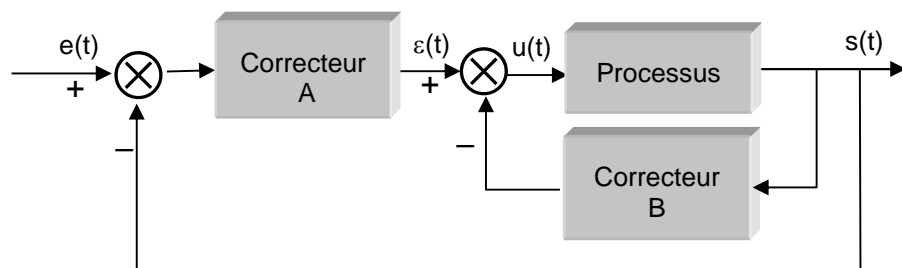 e(t)
+
−
Correcteur
A
ε(t)
+
−
u(t)
Processus
s(t)
Correcteur
B